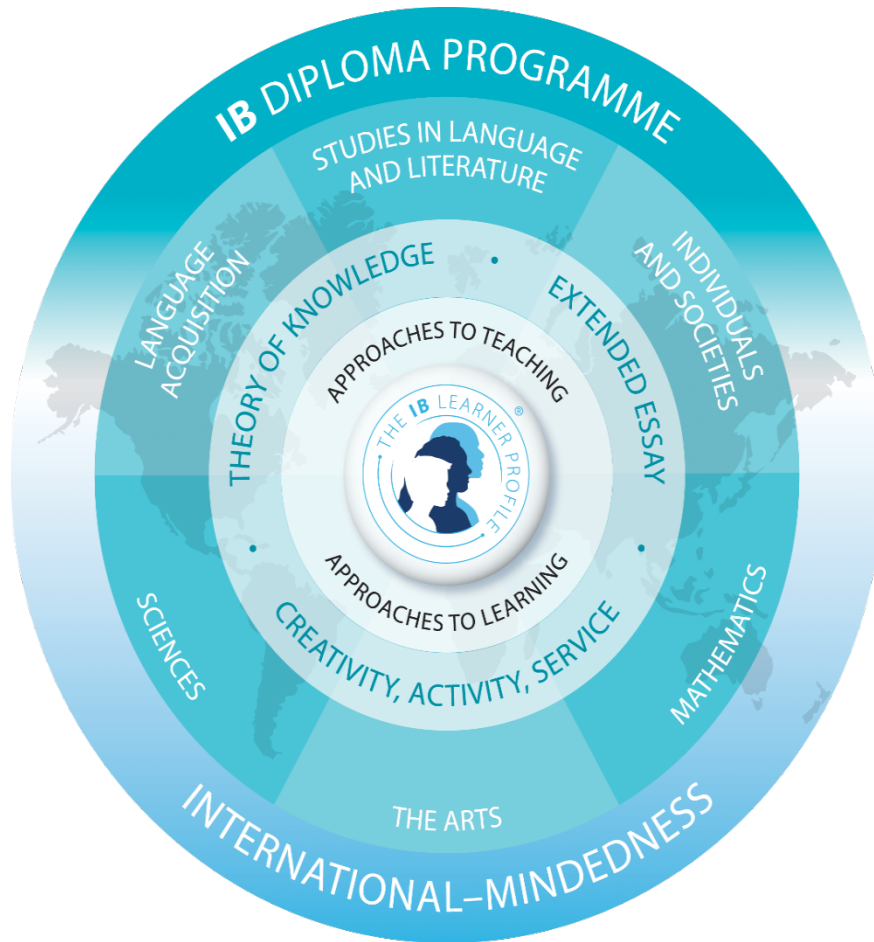 IB DIPLOMA PROGRAMME
STUDIES IN LANGUAGE
AND LITERATURE
LANGUAGE
ACQUISITION
INDIVIDUALS
AND SOCIETIES
THEORY OF KNOWLEDGE
•
EXTENDED ESSAY
APPROACHES TO TEACHING
• THE IB LEARNER PROFILE •
®
APPROACHES TO LEARNING
•
•
CREATIVITY, ACTIVITY, SERVICE
SCIENCES
MATHEMATICS
THE ARTS
INTERNATIONAL–MINDEDNESS